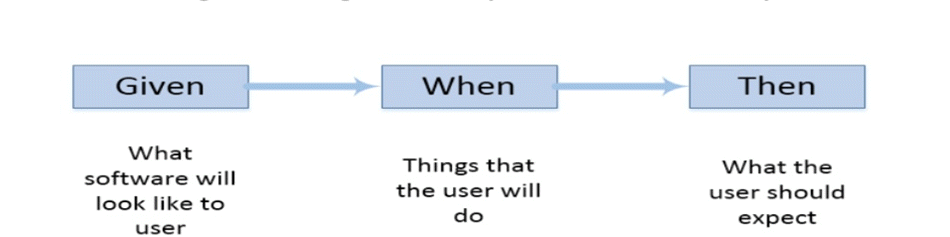 Given
When
Then
What
software will
look like to
user
Things that
the user will
do
What the
user should
expect